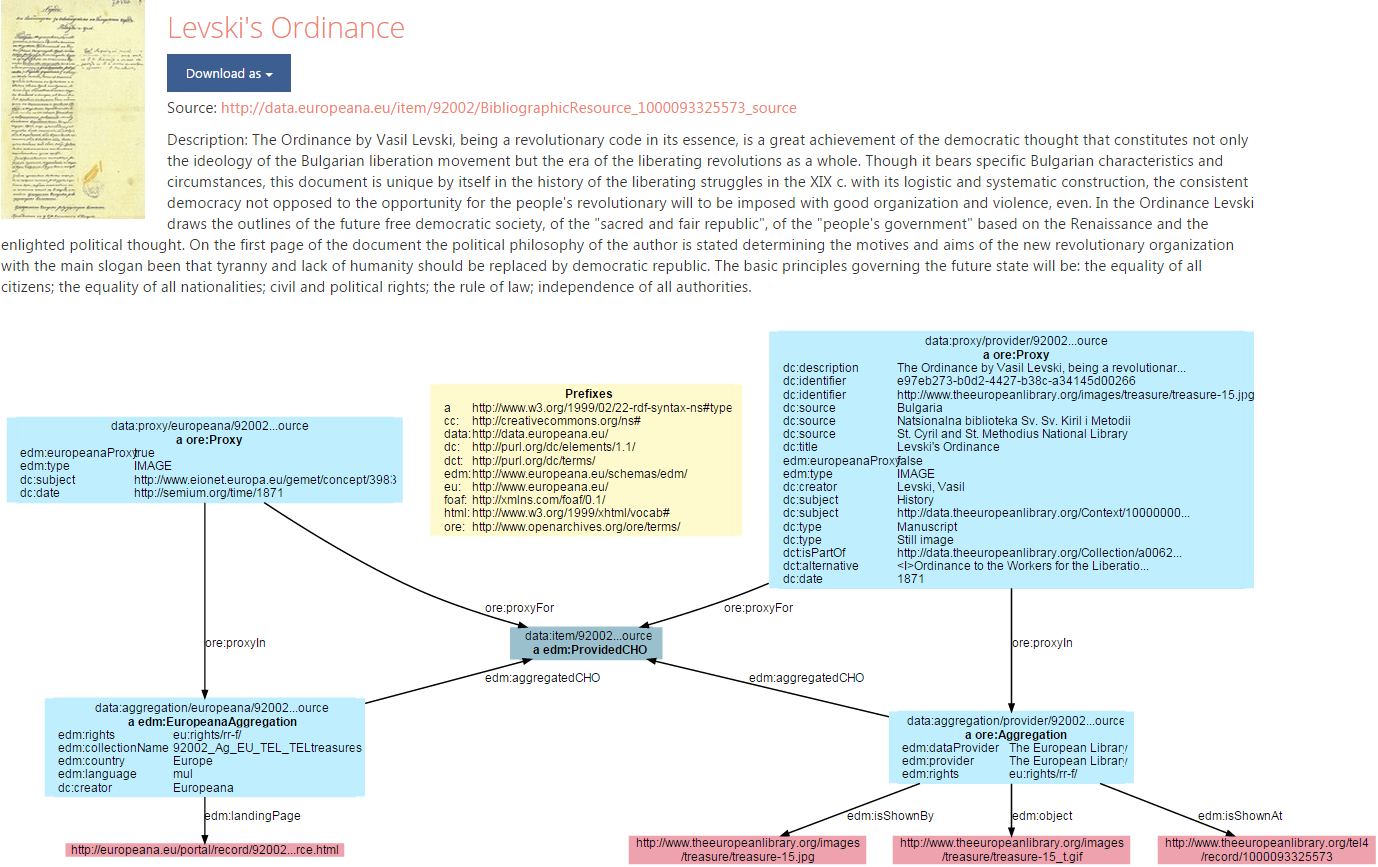 Levski's Ordinance
Download as
Source: http://data.europeana.eu/item/92002/BibliographicResource_1000093325573_source
Description: The Ordinance by Vasil Levski, being a revolutionary code in its essence, is a great achievement of the democratic thought that constitutes not only
the ideology of the Bulgarian liberation movement but the era of the liberating revolutions as a whole. Though it bears specific Bulgarian characteristics and
circumstances, this document is unique by itself in the history of the liberating struggles in the XIX c. with its logistic and systematic construction, the consistent
democracy not opposed to the opportunity for the people's revolutionary will to be imposed with good organization and violence, even. In the Ordinance Levski
draws the outlines of the future free democratic society, of the "sacred and fair republic", of the "people's government" based on the Renaissance and the
enlighted political thought. On the first page of the document the political philosophy of the author is stated determining the motives and aims of the new revolutionary organization
with the main slogan been that tyranny and lack of humanity should be replaced by democratic republic. The basic principles governing the future state will be: the equality of all
citizens; the equality of all nationalities; civil and political rights; the rule of law; independence of all authorities.
data:proxy/provider/92002...ource
a ore:Proxy
dc:description The Ordinance by Vasil Levski, being a revolutionar...
dc:identifier e97eb273-b0d2-4427-b38c-a34145d00266
dc:identifier http://www.theeuropeanlibrary.org/images/treasure/treasure-15.jpg
dc:source Bulgaria
dc:source Natsionalna biblioteka Sv. Sv. Kiril i Metodii
dc:source St. Cyril and St. Methodius National Library
dc:title Levski's Ordinance
edm:europeanaProxy false
edm:type IMAGE
dc:creator Levski, Vasil
dc:subject History
dc:subject http://data.theeuropeanlibrary.org/Context/10000000...
dc:type Manuscript
dc:type Still image
dct:isPartOf http://data.theeuropeanlibrary.org/Collection/a0062...
dct:alternative <I>Ordinance to the Workers for the Liberatio...
dc:date 1871
Prefixes
a http://www.w3.org/1999/02/22-rdf-syntax-ns#type
cc: http://creativecommons.org/ns#
data: http://data.europeana.eu/
dc: http://purl.org/dc/elements/1.1/
dct: http://purl.org/dc/terms/
edm: http://www.europeana.eu/schemas/edm/
eu: http://www.europeana.eu/
foaf: http://xmlns.com/foaf/0.1/
html: http://www.w3.org/1999/xhtml/vocab#
ore: http://www.openarchives.org/ore/terms/
data:proxy/europeana/92002...ource
a ore:Proxy
edm:europeanaProxy true
edm:type IMAGE
dc:subject http://www.eionet.europa.eu/gemet/concept/3983
dc:date http://semium.org/time/1871
ore:proxyFor
ore:proxyFor
ore:proxyIn
ore:proxyIn
data:item/92002...ource
a edm:ProvidedCHO
edm:aggregatedCHO
edm:aggregatedCHO
data:aggregation/europeana/92002...ource
a edm:EuropeanaAggregation
edm:rights eu:rights/rr-f/
edm:collectionName 92002_Ag_EU_TEL_TELtreasures
edm:country Europe
edm:language mul
dc:creator Europeana
data:aggregation/provider/92002...ource
a ore:Aggregation
edm:dataProvider The European Library
edm:provider The European Library
edm:rights eu:rights/rr-f/
edm:landingPage
edm:isShownBy
edm:object
edm:isShownAt
http://europeana.eu/portal/record/92002...rce.html
http://www.theeuropeanlibrary.org/images
/treasure/treasure-15.jpg
http://www.theeuropeanlibrary.org/images
/treasure/treasure-15_t.gif
http://www.theeuropeanlibrary.org/tel4
/record/1000093325573